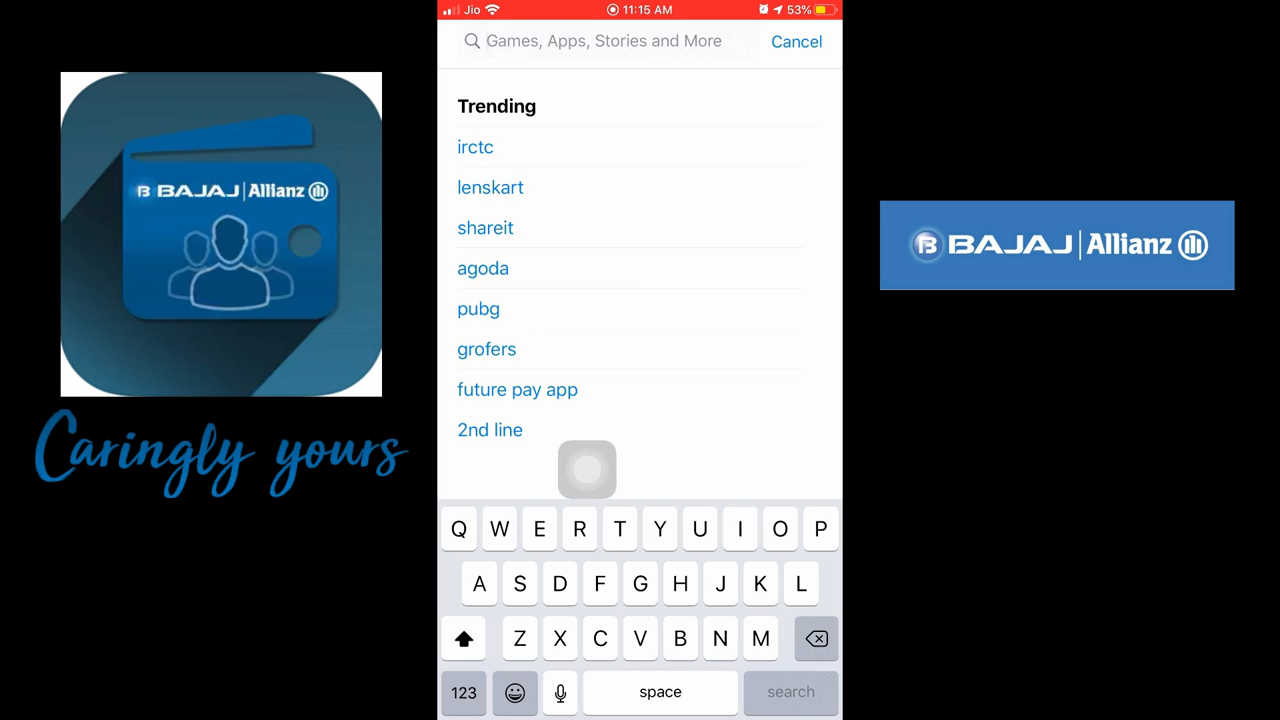 BAJAJ | Allianz
Caringly yours
Jio 11:15 AM 53%
Games, Apps, Stories and More Cancel
Trending
irctc
lenskart
shareit
agoda
pubg
grofers
future pay app
2nd line
Q W E R T Y U I O P
A S D F G H J K L
Z X C V B N M
123 space search
B BAJAJ | Allianz